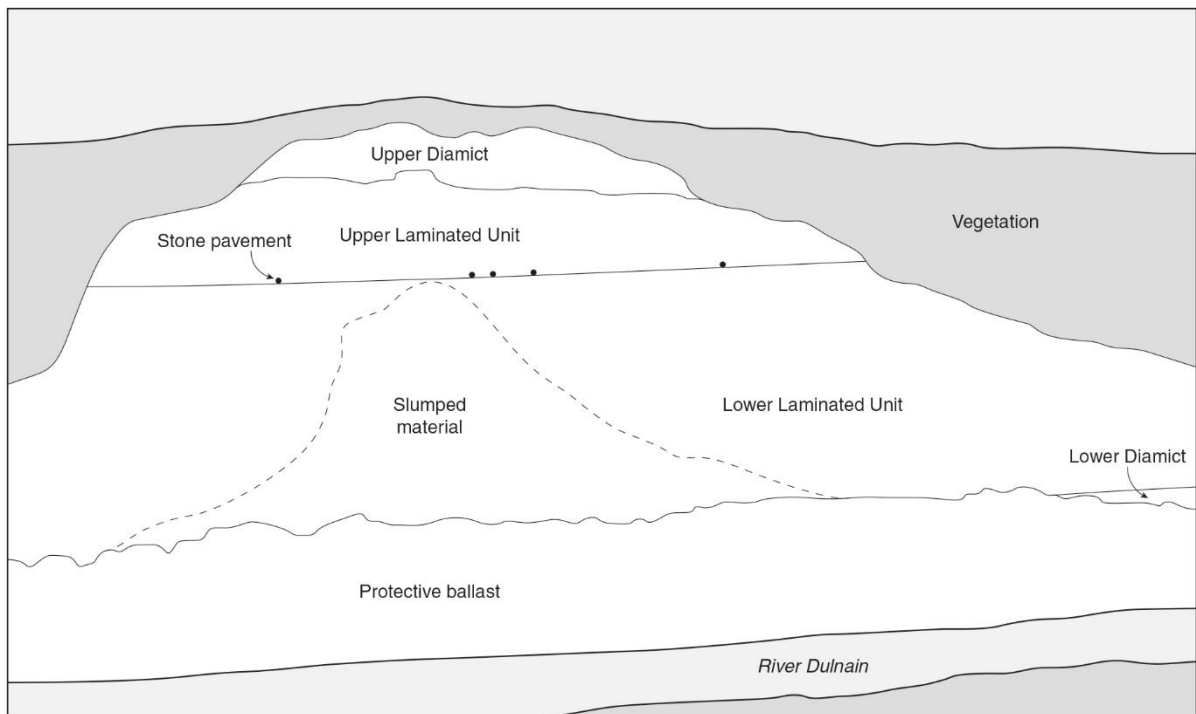 Upper Diamict
Vegetation
Stone pavement
Upper Laminated Unit
Slumped
material
Lower Laminated Unit
Lower Diamict
Protective ballast
River Dulnain